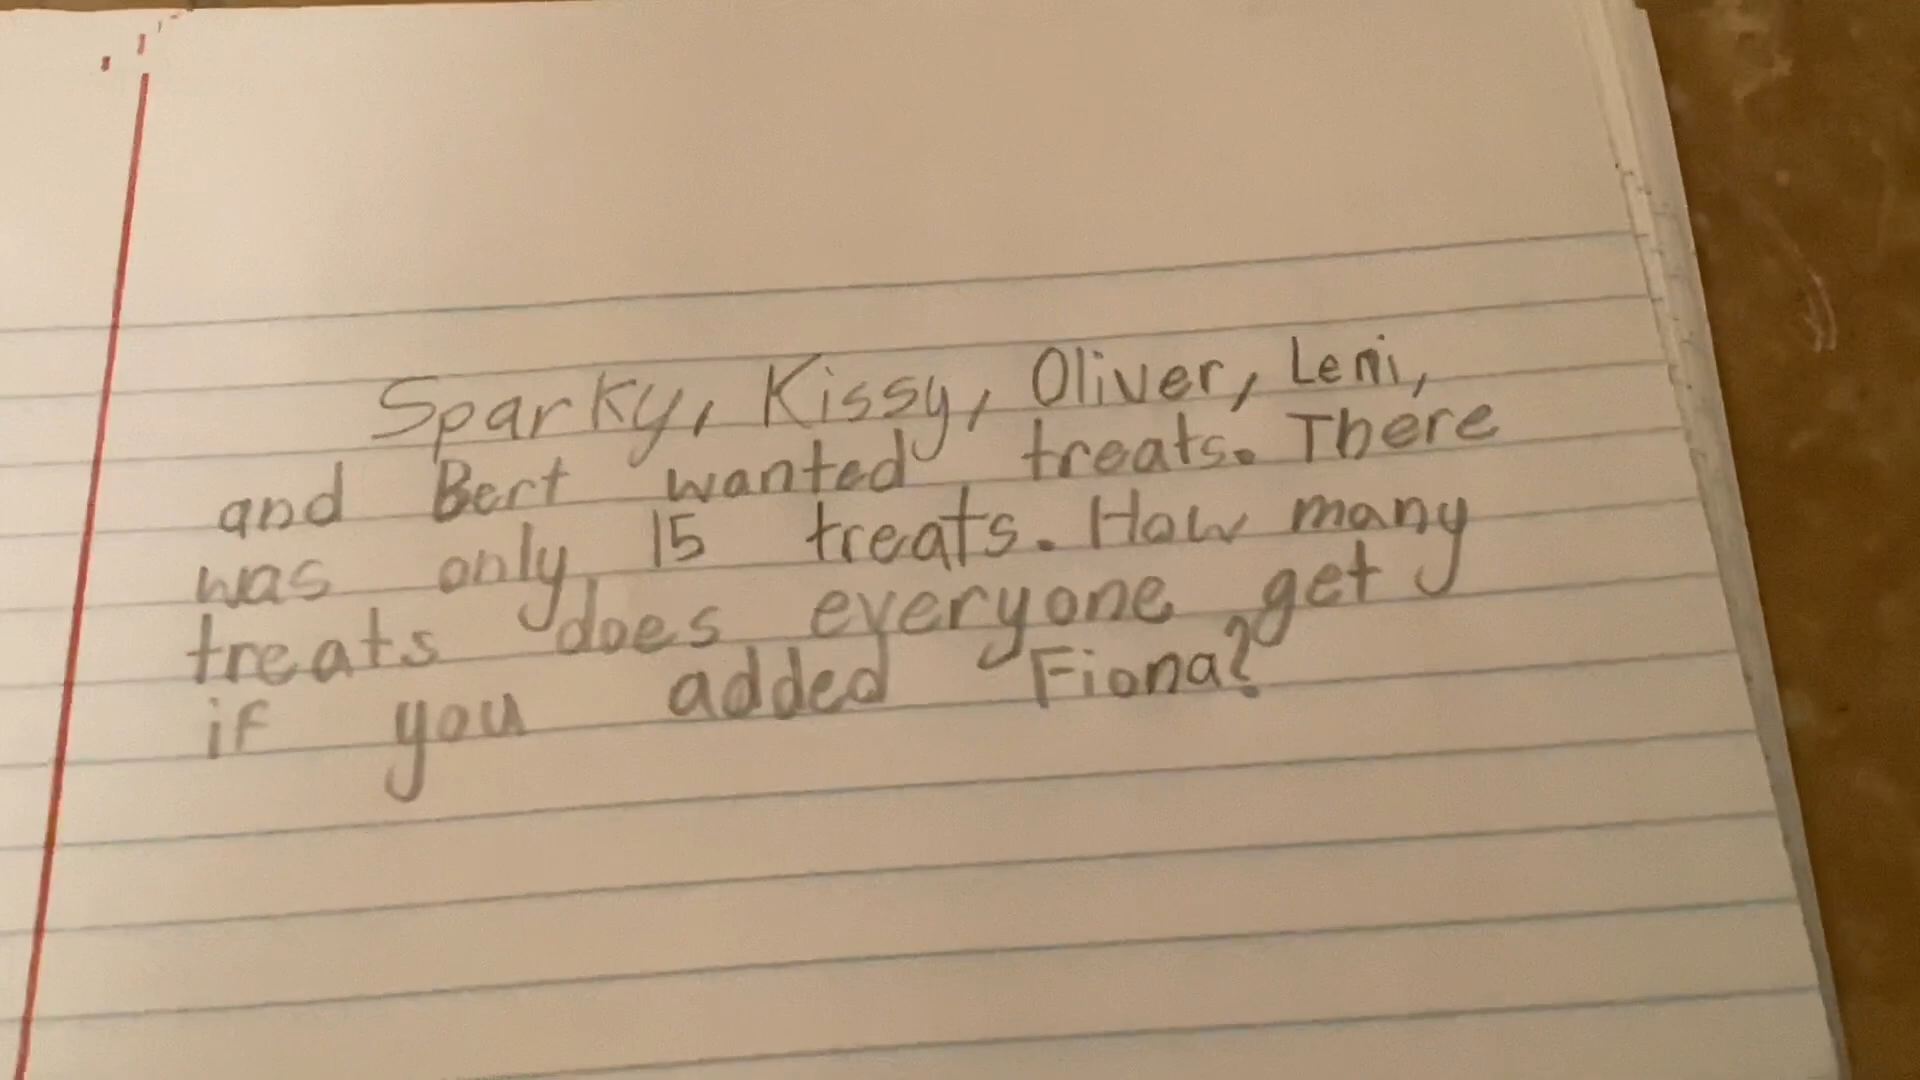 Sparky, Kissy, Oliver, Leni,
and Bert wanted treats. There
was only 15 treats. How many
treats does everyone get
if you added Fiona?